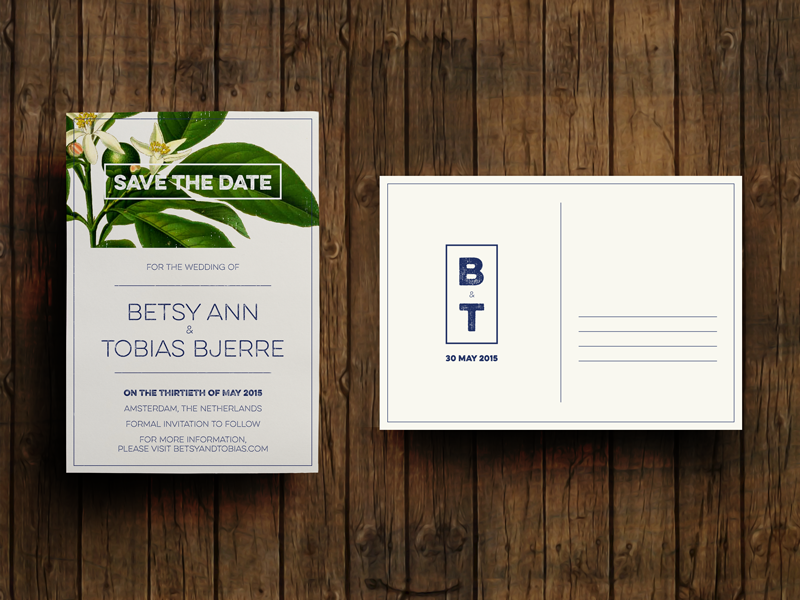 SAVE THE DATE
FOR THE WEDDING OF
BETSY ANN
&
TOBIAS BJERRE
ON THE THIRTIETH OF MAY 2015
AMSTERDAM, THE NETHERLANDS
FORMAL INVITATION TO FOLLOW
FOR MORE INFORMATION,
PLEASE VISIT BETSYANDTOBIAS.COM
B
&
T
30 MAY 2015